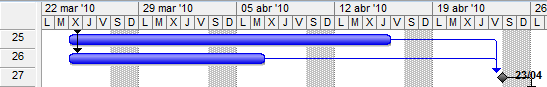 22 mar '10 29 mar '10 05 abr '10 12 abr '10 19 abr '10 26
L M X J V S D L M X J V S D L M X J V S D L M X J V S D L M X J V S D L
25
26
27 23/04